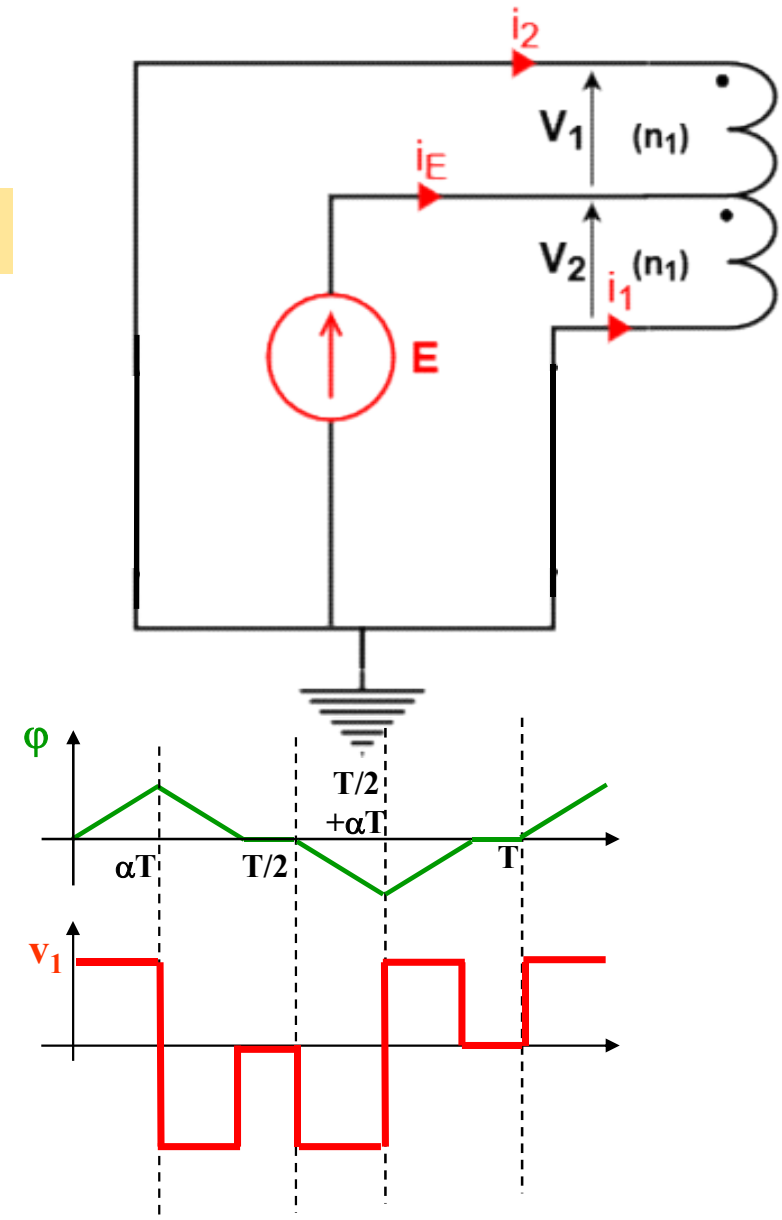 i2
V1 (n1)
iE
V2 (n1)
i1
E
φ
T/2
+αT
αT T/2 T
v1